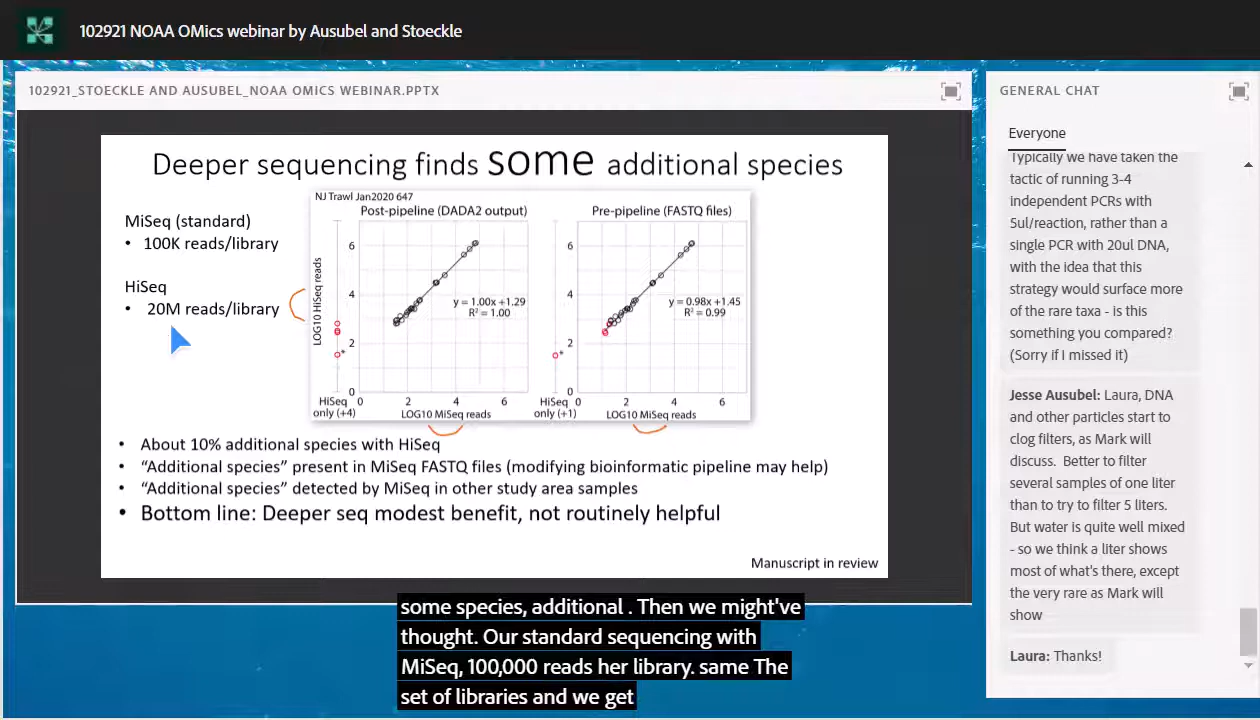 102921 NOAA OMics webinar by Ausubel and Stoeckle
102921_STOECKLE AND AUSUBEL_NOAA OMICS WEBINAR.PPTX
Deeper sequencing finds some additional species
MiSeq (standard)
• 100K reads/library
HiSeq
• 20M reads/library
NJ Trawl Jan2020 647
Post-pipeline (DADA2 output)
LOG10 HiSeq reads
6
4
2
0
*
y = 1.00x +1.29
R² = 1.00
HiSeq
only (+4)
0 2 4 6
LOG10 MiSeq reads
Pre-pipeline (FASTQ files)
6
4
2
0
*
y = 0.98x +1.45
R² = 0.99
HiSeq
only (+1)
0 2 4 6
LOG10 MiSeq reads
• About 10% additional species with HiSeq
• “Additional species” present in MiSeq FASTQ files (modifying bioinformatic pipeline may help)
• “Additional species” detected by MiSeq in other study area samples
• Bottom line: Deeper seq modest benefit, not routinely helpful
Manuscript in review
some species, additional . Then we might've
thought. Our standard sequencing with
MiSeq, 100,000 reads her library. same The
set of libraries and we get
GENERAL CHAT
Everyone
Typically we have taken the
tactic of running 3-4
independent PCRs with
5ul/reaction, rather than a
single PCR with 20ul DNA,
with the idea that this
strategy would surface more
of the rare taxa - is this
something you compared?
(Sorry if I missed it)
Jesse Ausubel: Laura, DNA
and other particles start to
clog filters, as Mark will
discuss. Better to filter
several samples of one liter
than to try to filter 5 liters.
But water is quite well mixed
- so we think a liter shows
most of what's there, except
the very rare as Mark will
show
Laura: Thanks!